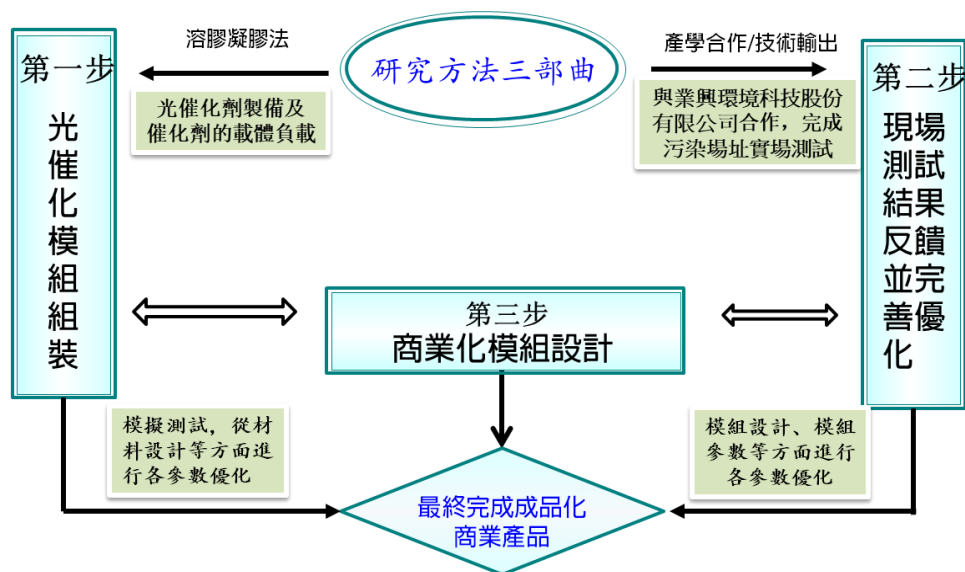 溶膠凝膠法
研究方法三部曲
產學合作/技術輸出
第一步
光催化模組組裝
光催化劑製備及
催化劑的載體負載
與業興環境科技股份
有限公司合作，完成
污染場址實場測試
第二步
現場
測試
結果
反饋
並完
善優
化
第三步
商業化模組設計
模擬測試，從材
料設計等方面進
行各參數優化
模組設計、模組
參數等方面進行
各參數優化
最終完成成品化
商業產品